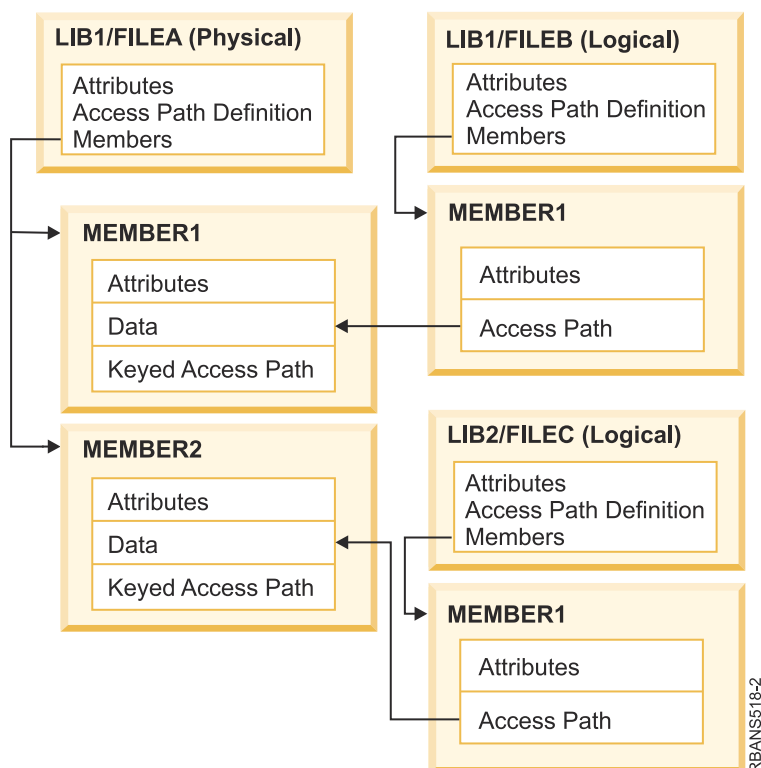 LIB1/FILEA (Physical)
Attributes
Access Path Definition
Members
MEMBER1
Attributes
Data
Keyed Access Path
MEMBER2
Attributes
Data
Keyed Access Path
LIB1/FILEB (Logical)
Attributes
Access Path Definition
Members
MEMBER1
Attributes
Access Path
LIB2/FILEC (Logical)
Attributes
Access Path Definition
Members
MEMBER1
Attributes
Access Path
RBANS518-2